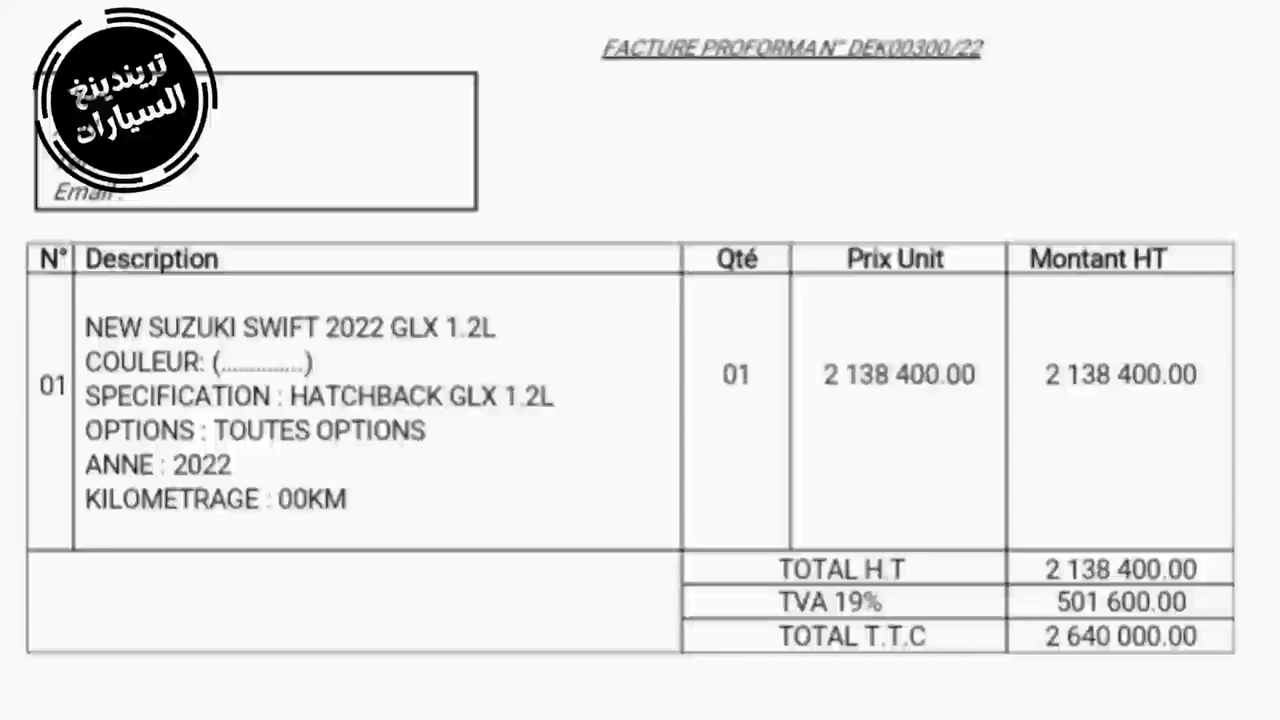 تريندينغ
السيارات
FACTURE PROFORMA N° DEK00300/22
Email :
N° Description Qté Prix Unit Montant HT
01
NEW SUZUKI SWIFT 2022 GLX 1.2L
COULEUR: (..............)
SPECIFICATION : HATCHBACK GLX 1.2L
OPTIONS : TOUTES OPTIONS
ANNE : 2022
KILOMETRAGE : 00KM
01 2 138 400.00 2 138 400.00
TOTAL H.T 2 138 400.00
TVA 19% 501 600.00
TOTAL T.T.C 2 640 000.00